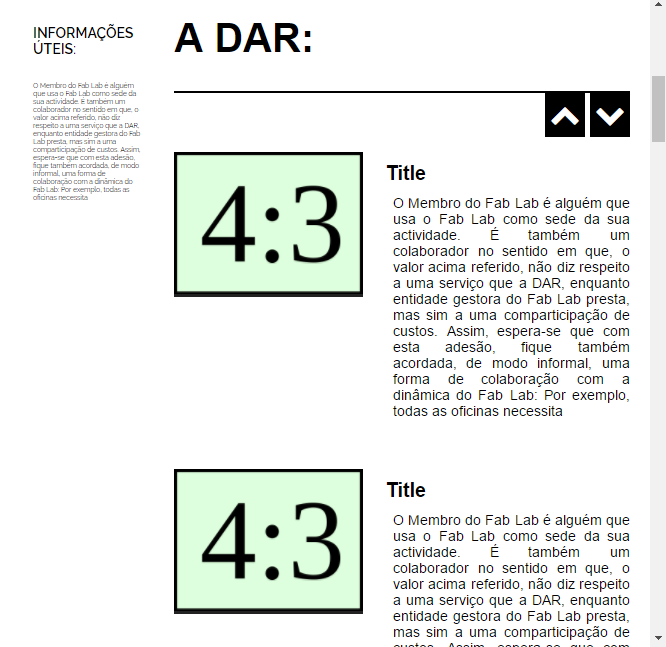 INFORMAÇÕES
ÚTEIS:
O Membro do Fab Lab é alguém
que usa o Fab Lab como sede da
sua actividade. É também um
colaborador no sentido em que, o
valor acima referido, não diz
respeito a uma serviço que a DAR,
enquanto entidade gestora do Fab
Lab presta, mas sim a uma
comparticipação de custos. Assim,
espera-se que com esta adesão,
fique também acordada, de modo
informal, uma forma de
colaboração com a dinâmica do
Fab Lab: Por exemplo, todas as
oficinas necessita
A DAR:
4:3
Title
O Membro do Fab Lab é alguém que
usa o Fab Lab como sede da sua
actividade. É também um
colaborador no sentido em que, o
valor acima referido, não diz respeito
a uma serviço que a DAR, enquanto
entidade gestora do Fab Lab presta,
mas sim a uma comparticipação de
custos. Assim, espera-se que com
esta adesão, fique também
acordada, de modo informal, uma
forma de colaboração com a
dinâmica do Fab Lab: Por exemplo,
todas as oficinas necessita
4:3
Title
O Membro do Fab Lab é alguém que
usa o Fab Lab como sede da sua
actividade. É também um
colaborador no sentido em que, o
valor acima referido, não diz respeito
a uma serviço que a DAR, enquanto
entidade gestora do Fab Lab presta,
mas sim a uma comparticipação de
custos. Assim, espera-se que com